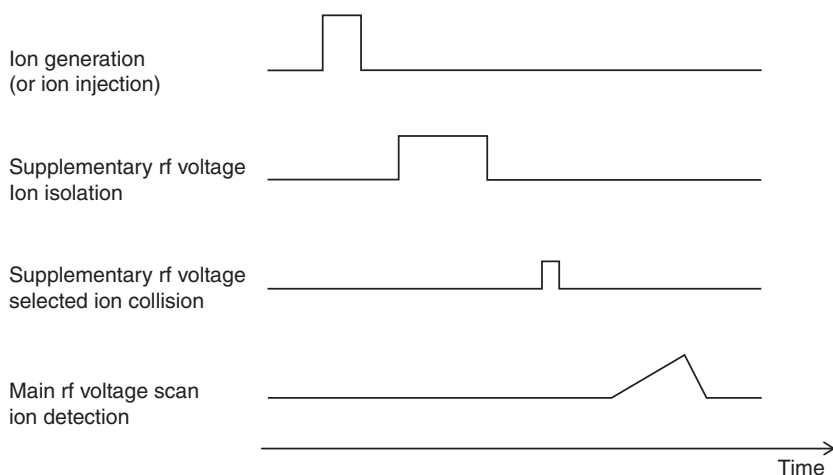 Ion generation
(or ion injection)
Supplementary rf voltage
Ion isolation
Supplementary rf voltage
selected ion collision
Main rf voltage scan
ion detection
Time